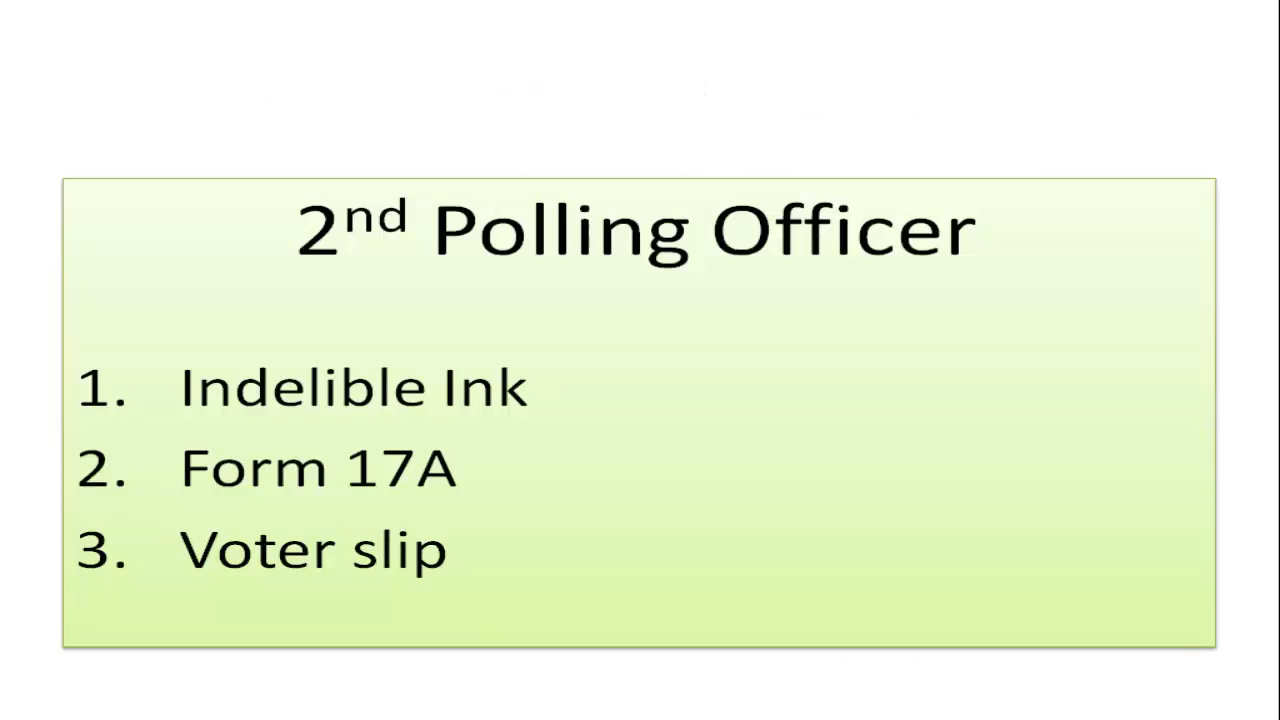 2nd Polling Officer
1. Indelible Ink
2. Form 17A
3. Voter slip